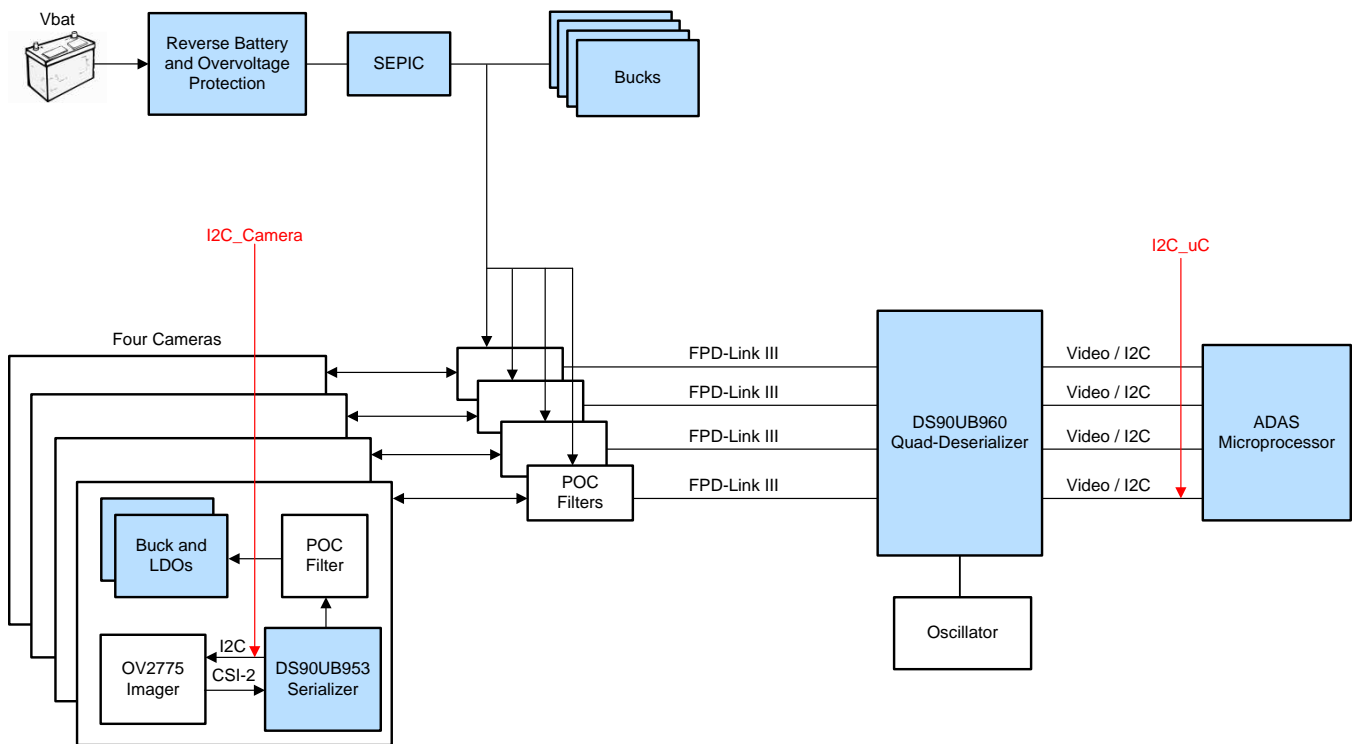 Vbat
Reverse Battery
and Overvoltage
Protection
SEPIC
Bucks
I2C_Camera
I2C_uC
Four Cameras
FPD-Link III
Video / I2C
FPD-Link III
Video / I2C
DS90UB960
Quad-Deserializer
ADAS
Microprocessor
FPD-Link III
Video / I2C
POC
Filters
FPD-Link III
Video / I2C
Buck and
LDOs
POC
Filter
Oscillator
OV2775
Imager
I2C
CSI-2
DS90UB953
Serializer